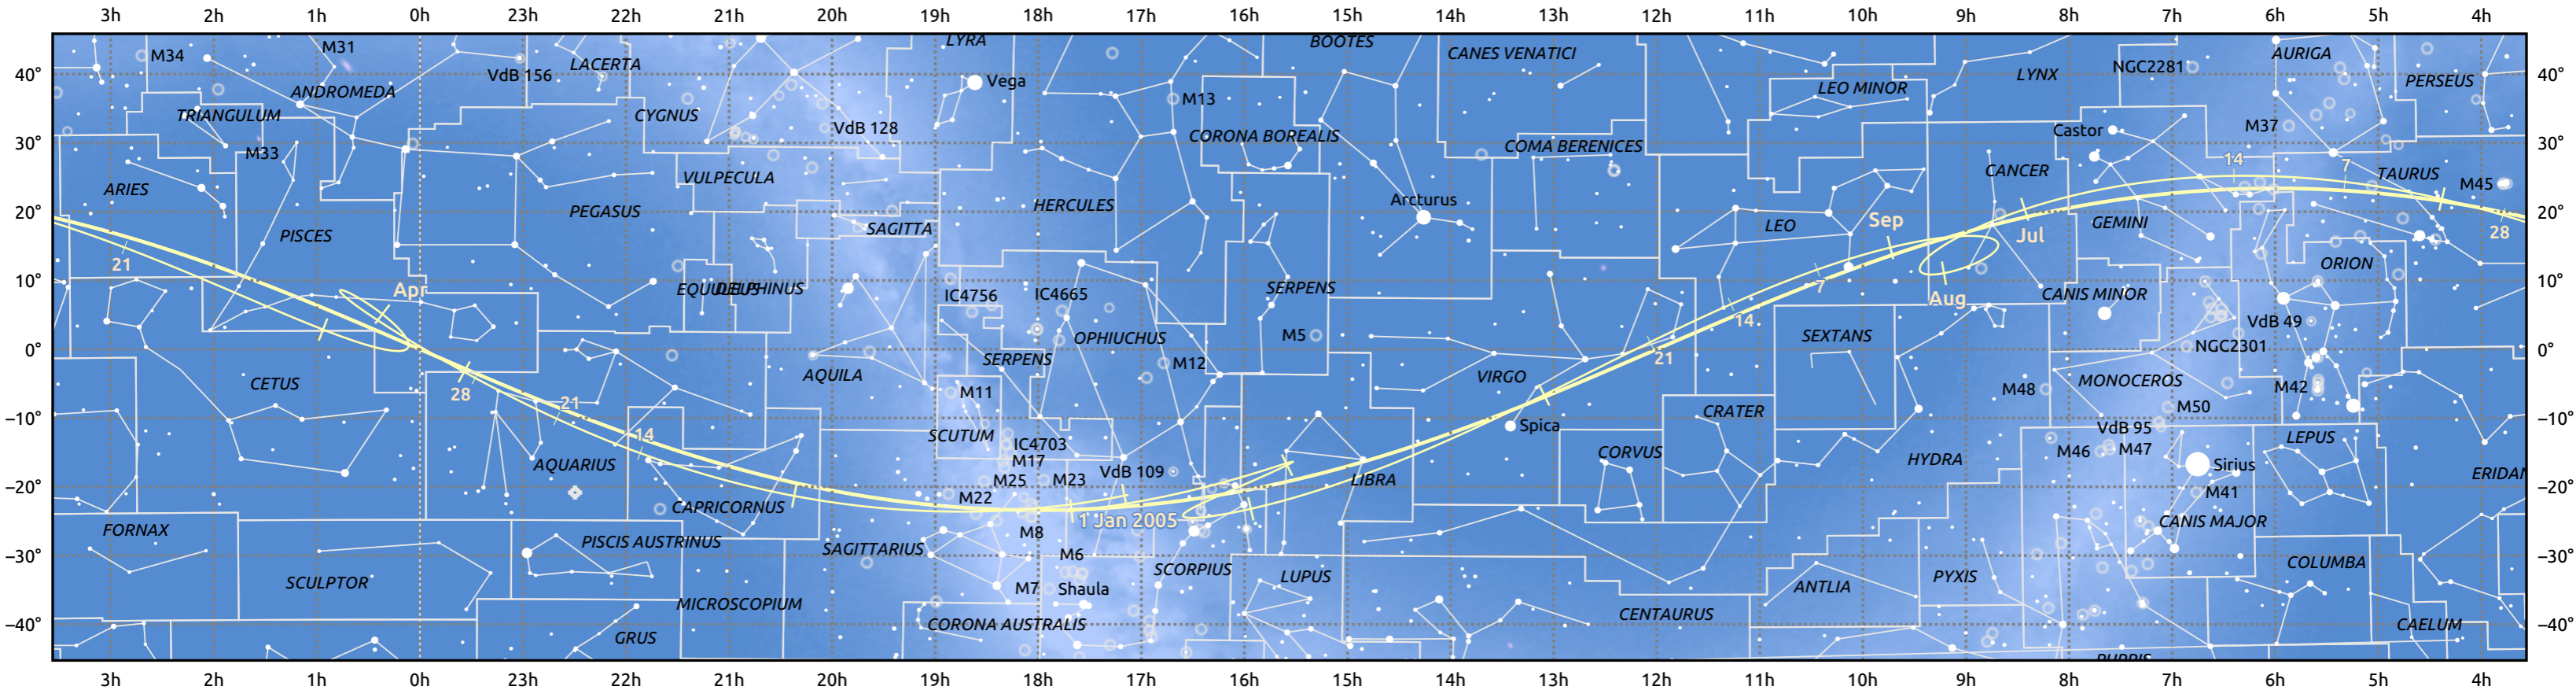 3h 2h 1h 0h 23h 22h 21h 20h 19h 18h 17h 16h 15h 14h 13h 12h 11h 10h 9h 8h 7h 6h 5h 4h
LYRA BOOTES
M34 M31 LACERTA CANES VENATICI AURIGA
40° VdB 156 Vega LYNX NGC2281 PERSEUS 40°
ANDROMEDA LEO MINOR
TRIANGULUM CYGNUS M13
VdB 128 CORONA BOREALIS Castor M37
30° M33 COMA BERENICES 14 30°
7
ARIES VULPECULA CANCER TAURUS M45
20° PEGASUS HERCULES Arcturus Sep 20°
PISCES SAGITTA LEO Jul GEMINI 28
21 ORION
10° Apr EQUULEUS DELPHINUS IC4756 IC4665 SERPENS 7 Aug CANIS MINOR 10°
14 VdB 49
OPHIUCHUS M5 SEXTANS
0° SERPENS M12 21 NGC2301 0°
CETUS AQUILA VIRGO MONOCEROS M42
28 M11 M48
−10° 21 CRATER M50 −10°
14 SCUTUM IC4703 Spica VdB 95 LEPUS
M17 CORVUS M46 M47
AQUARIUS VdB 109 HYDRA Sirius
−20° M25 M23 LIBRA ERIDAN −20°
CAPRICORNUS M22 M41
FORNAX 1 Jan 2005 CANIS MAJOR
PISCIS AUSTRINUS SAGITTARIUS M8
−30° M6 −30°
SCULPTOR SCORPIUS LUPUS PYXIS COLUMBA
M7 Shaula ANTLIA
MICROSCOPIUM
−40° GRUS CORONA AUSTRALIS CENTAURUS CAELUM −40°
PUPPIS
3h 2h 1h 0h 23h 22h 21h 20h 19h 18h 17h 16h 15h 14h 13h 12h 11h 10h 9h 8h 7h 6h 5h 4h